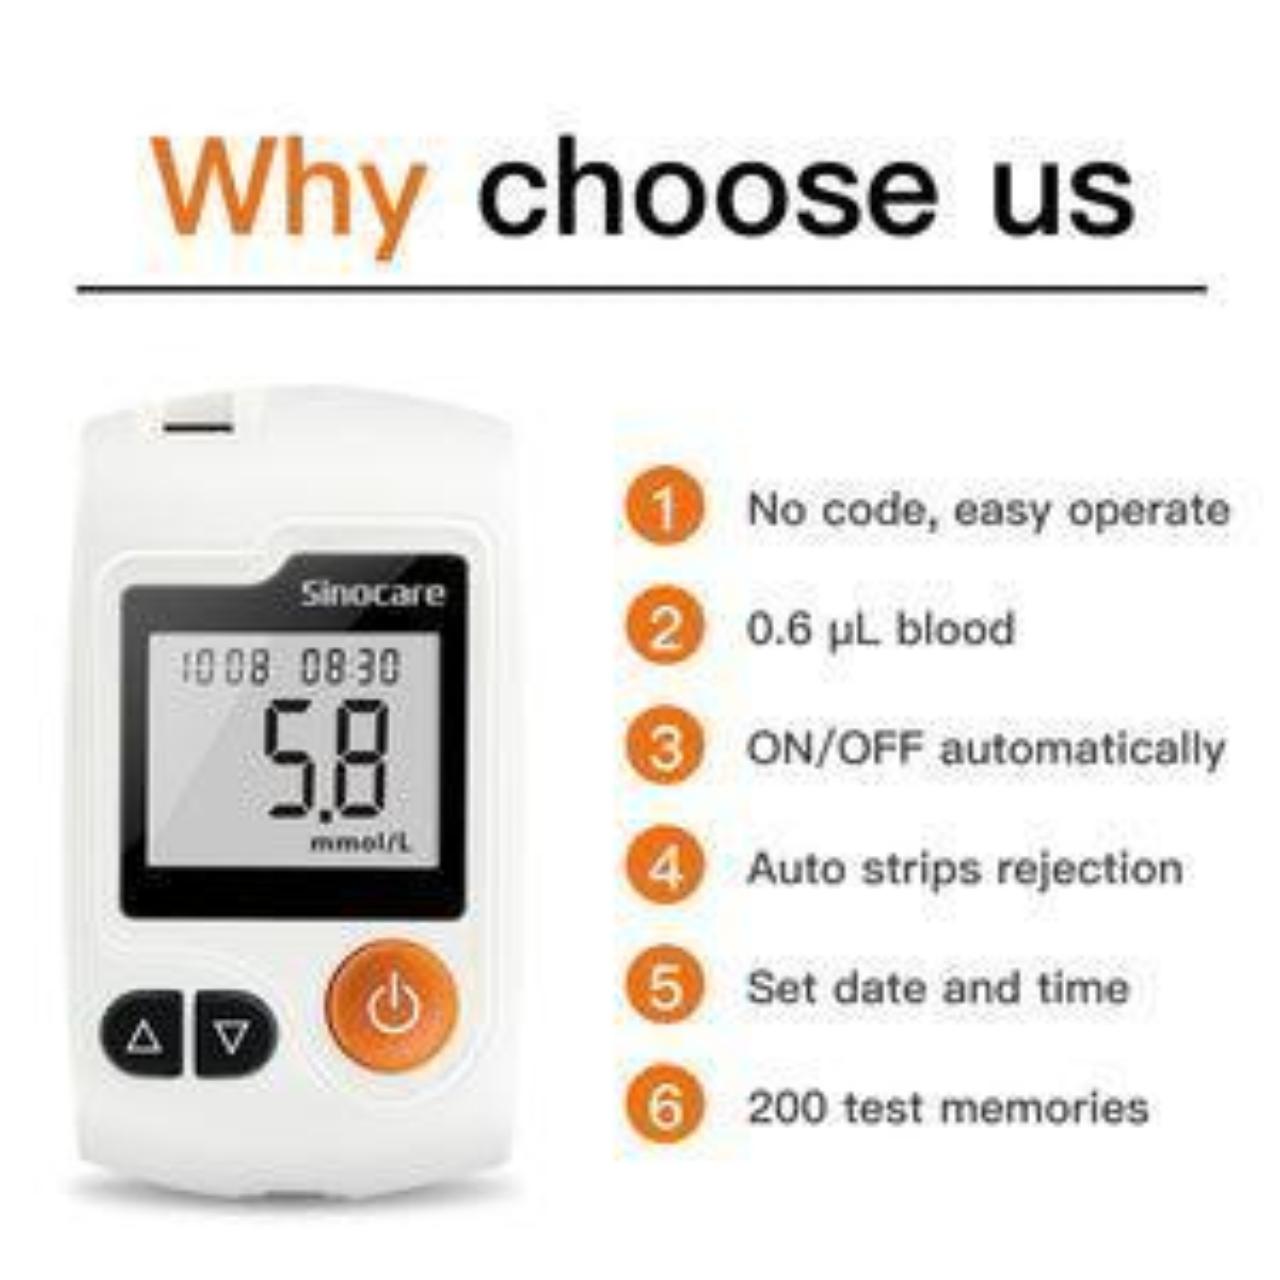 Why choose us
Sinocare
10 08 08:30
5.8
mmol/L
1 No code, easy operate
2 0.6 µL blood
3 ON/OFF automatically
4 Auto strips rejection
5 Set date and time
6 200 test memories